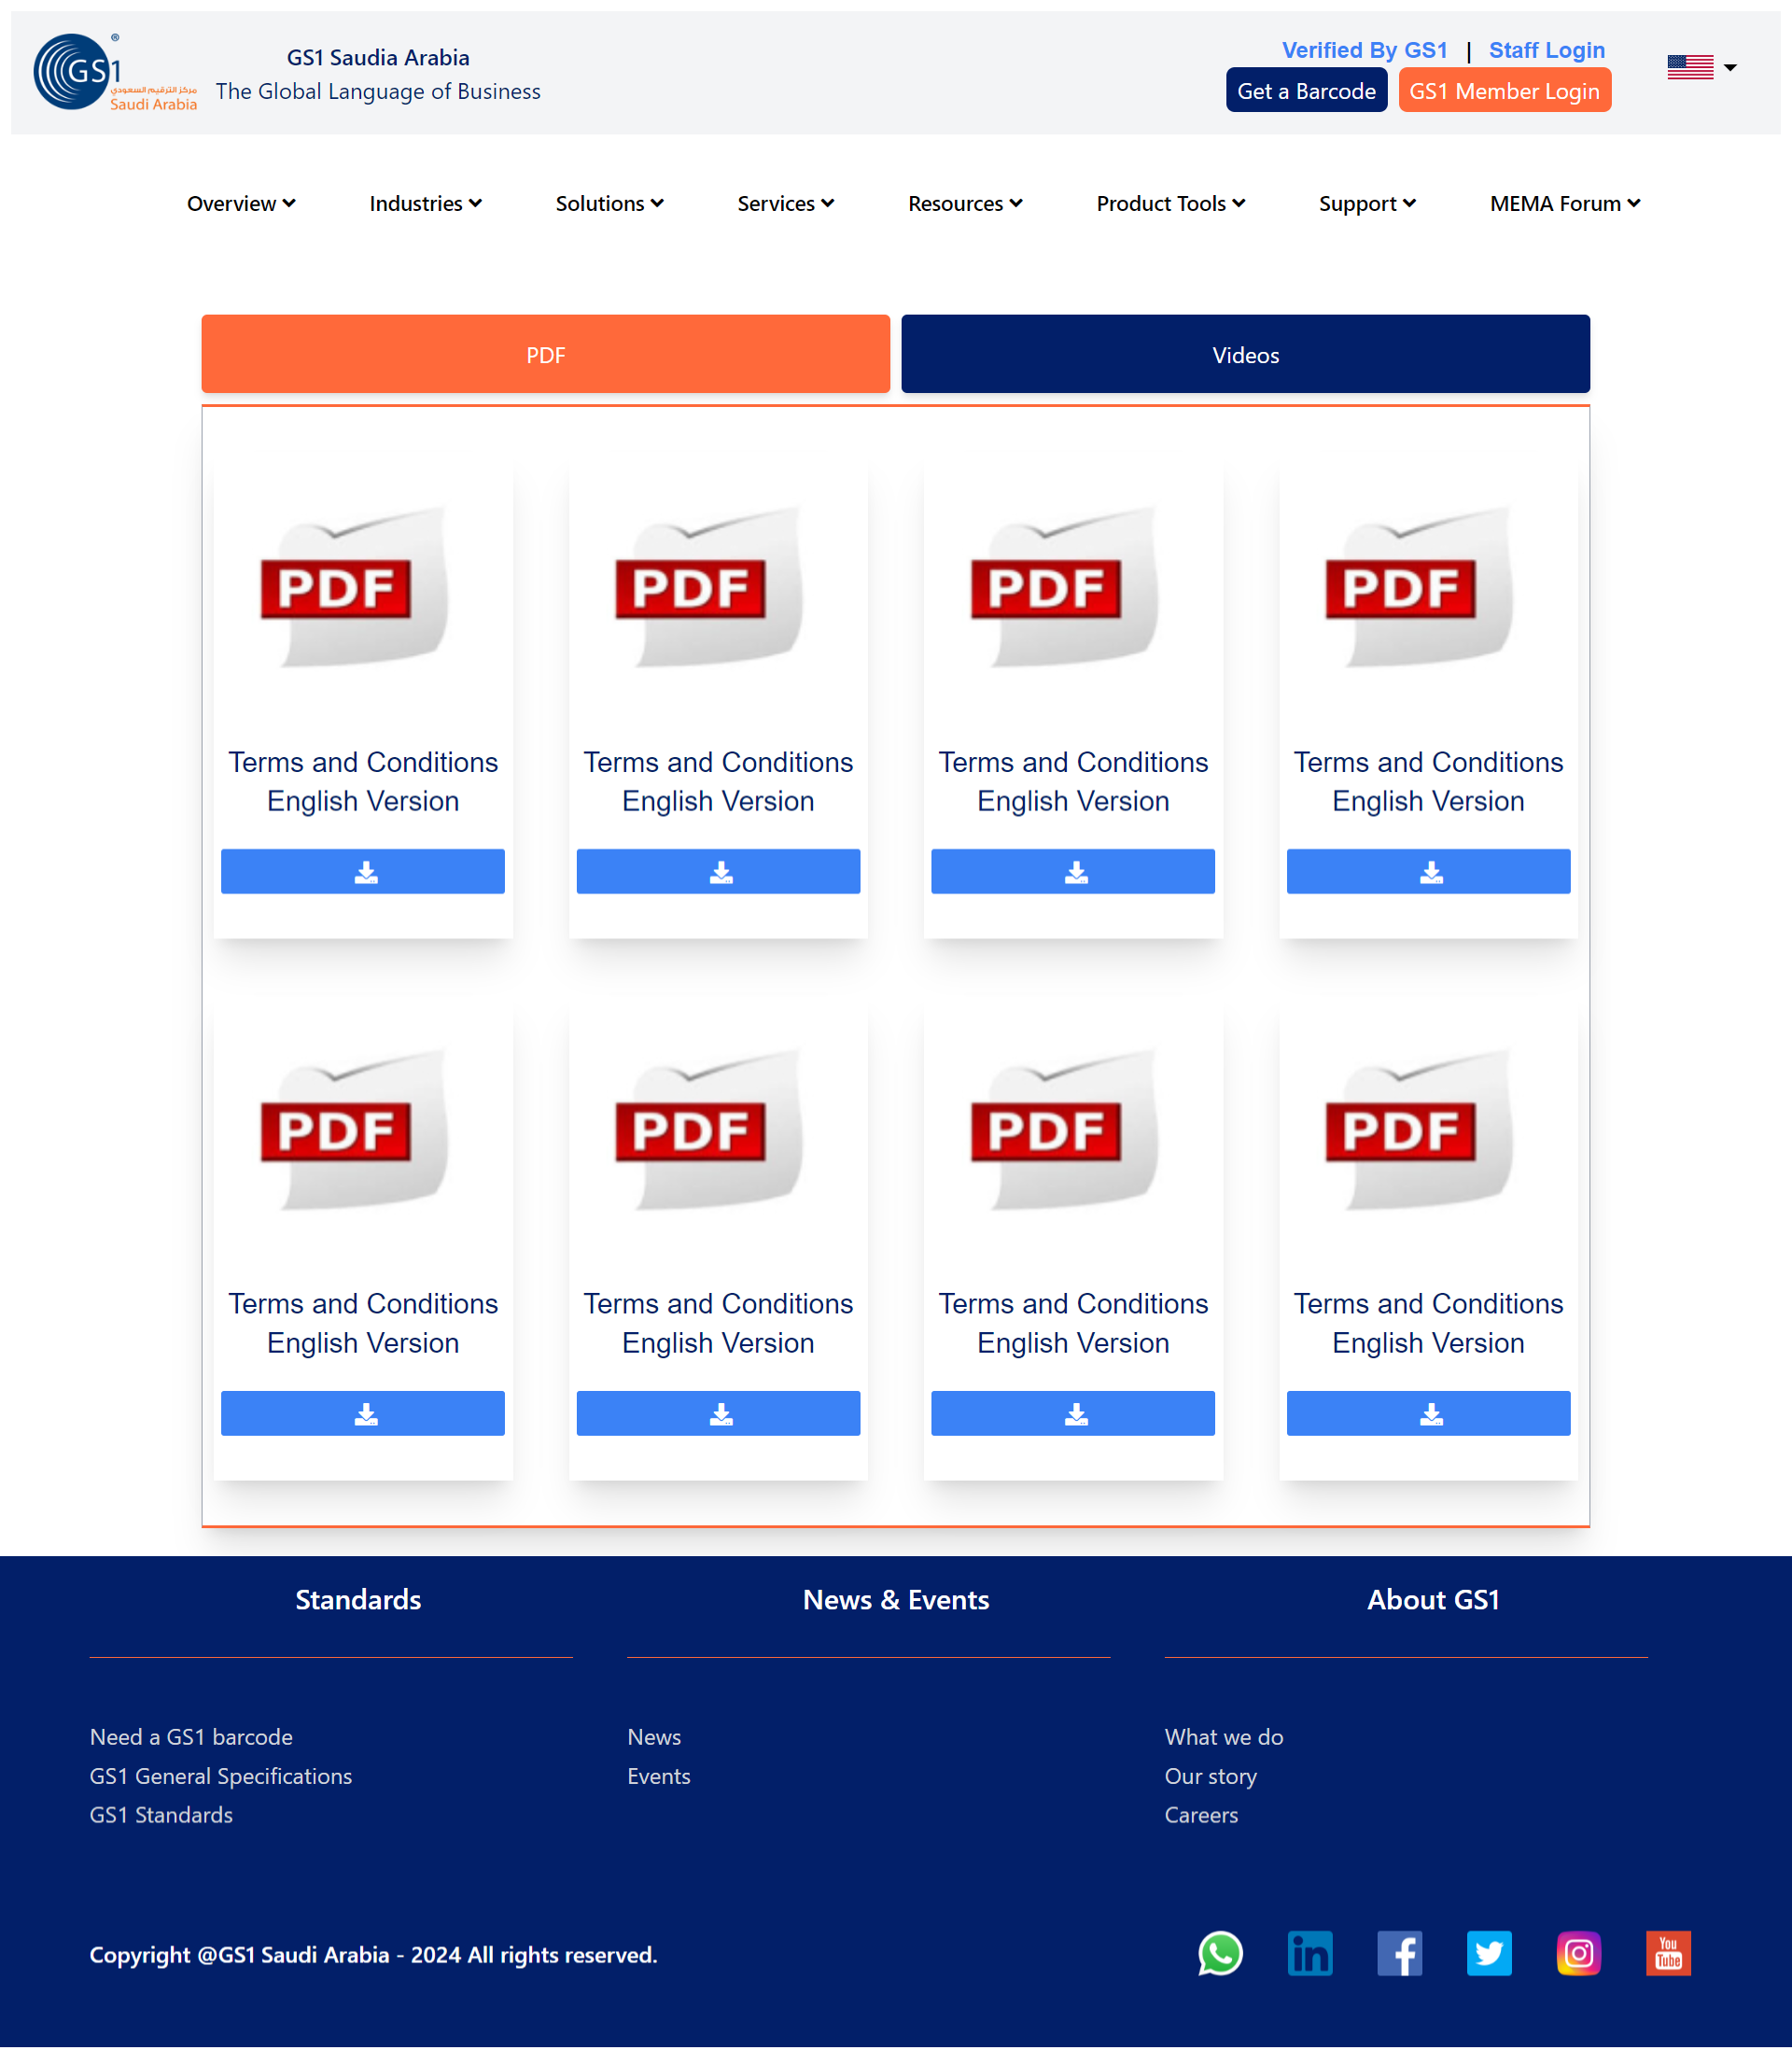 GS1
®
مركز الترقيم السعودي
Saudi Arabia
GS1 Saudia Arabia
The Global Language of Business
Verified By GS1 | Staff Login
Get a Barcode GS1 Member Login
Overview Industries Solutions Services Resources Product Tools Support MEMA Forum
PDF Videos
PDF PDF PDF PDF
Terms and Conditions Terms and Conditions Terms and Conditions Terms and Conditions
English Version English Version English Version English Version
PDF PDF PDF PDF
Terms and Conditions Terms and Conditions Terms and Conditions Terms and Conditions
English Version English Version English Version English Version
Standards News & Events About GS1
Need a GS1 barcode News What we do
GS1 General Specifications Events Our story
GS1 Standards Careers
Copyright @GS1 Saudi Arabia - 2024 All rights reserved.
in f You Tube